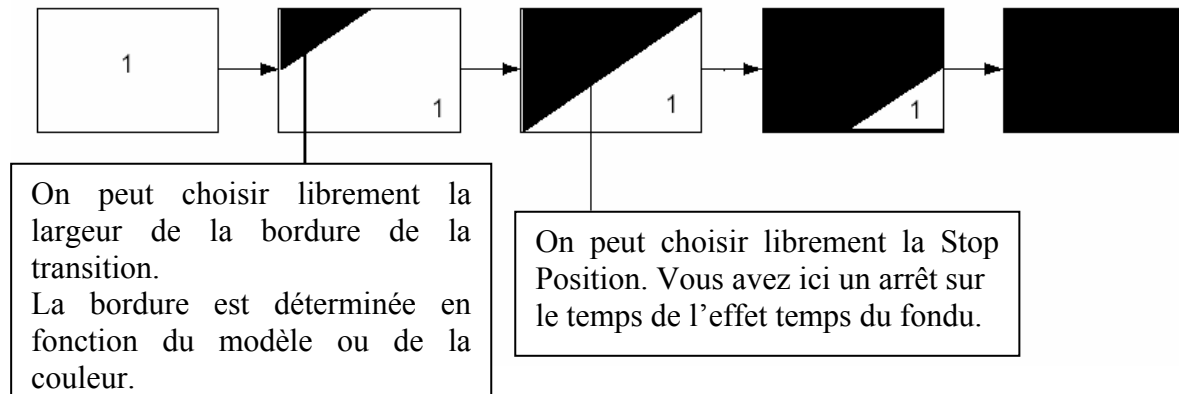 1
1
1
1
On peut choisir librement la
largeur de la bordure de la
transition.
La bordure est déterminée en
fonction du modèle ou de la
couleur.
On peut choisir librement la Stop
Position. Vous avez ici un arrêt sur
le temps de l'effet temps du fondu.